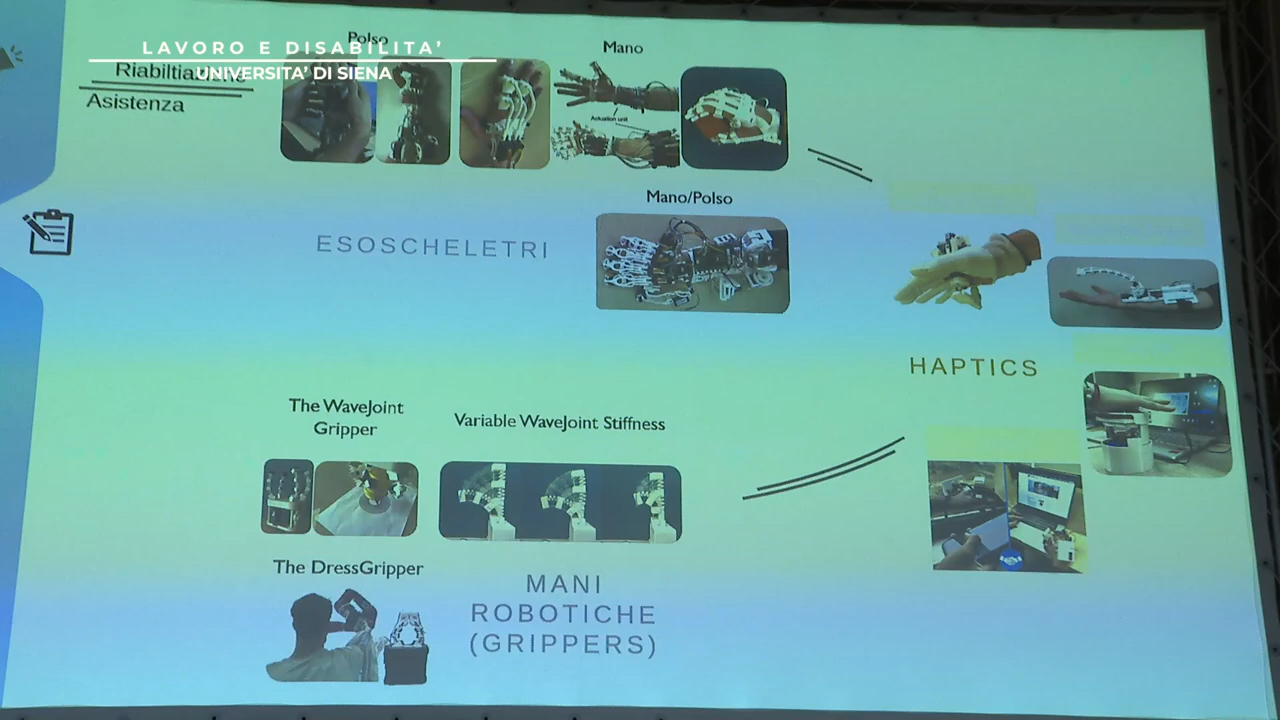 LAVORO E DISABILITA'
UNIVERSITA' DI SIENA
Polso
Mano
Asistenza
Actuation unit
Mano/Polso
ESOSCHELETRI
HAPTICS
The WaveJoint
Gripper
Variable WaveJoint Stiffness
The DressGripper
MANI
ROBOTICHE
(GRIPPERS)